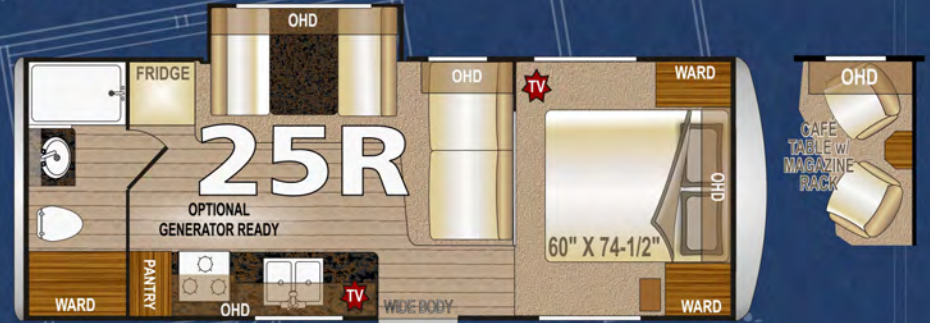 OHD
FRIDGE
OHD
TV
WARD
OHD
25R
CAFE
TABLE w/
MAGAZINE
RACK
OHD
OPTIONAL
GENERATOR READY
60" X 74-1/2"
PANTRY
WARD
OHD
TV
WIDE BODY
WARD